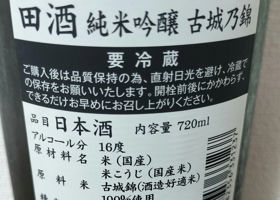 田酒 純米吟醸 古城乃錦
要冷蔵
ご購入後は品質保持の為、直射日光を避け、冷蔵で
の保存をお願いいたします。開栓前後にかかわらず、
できるだけお早めにお召し上がりください。
品目 日本酒 内容量 720ml
アルコール分 16度
原材料名 米(国産)
米こうじ(国産米)
原料米 古城錦(酒造好適米)
100%使用